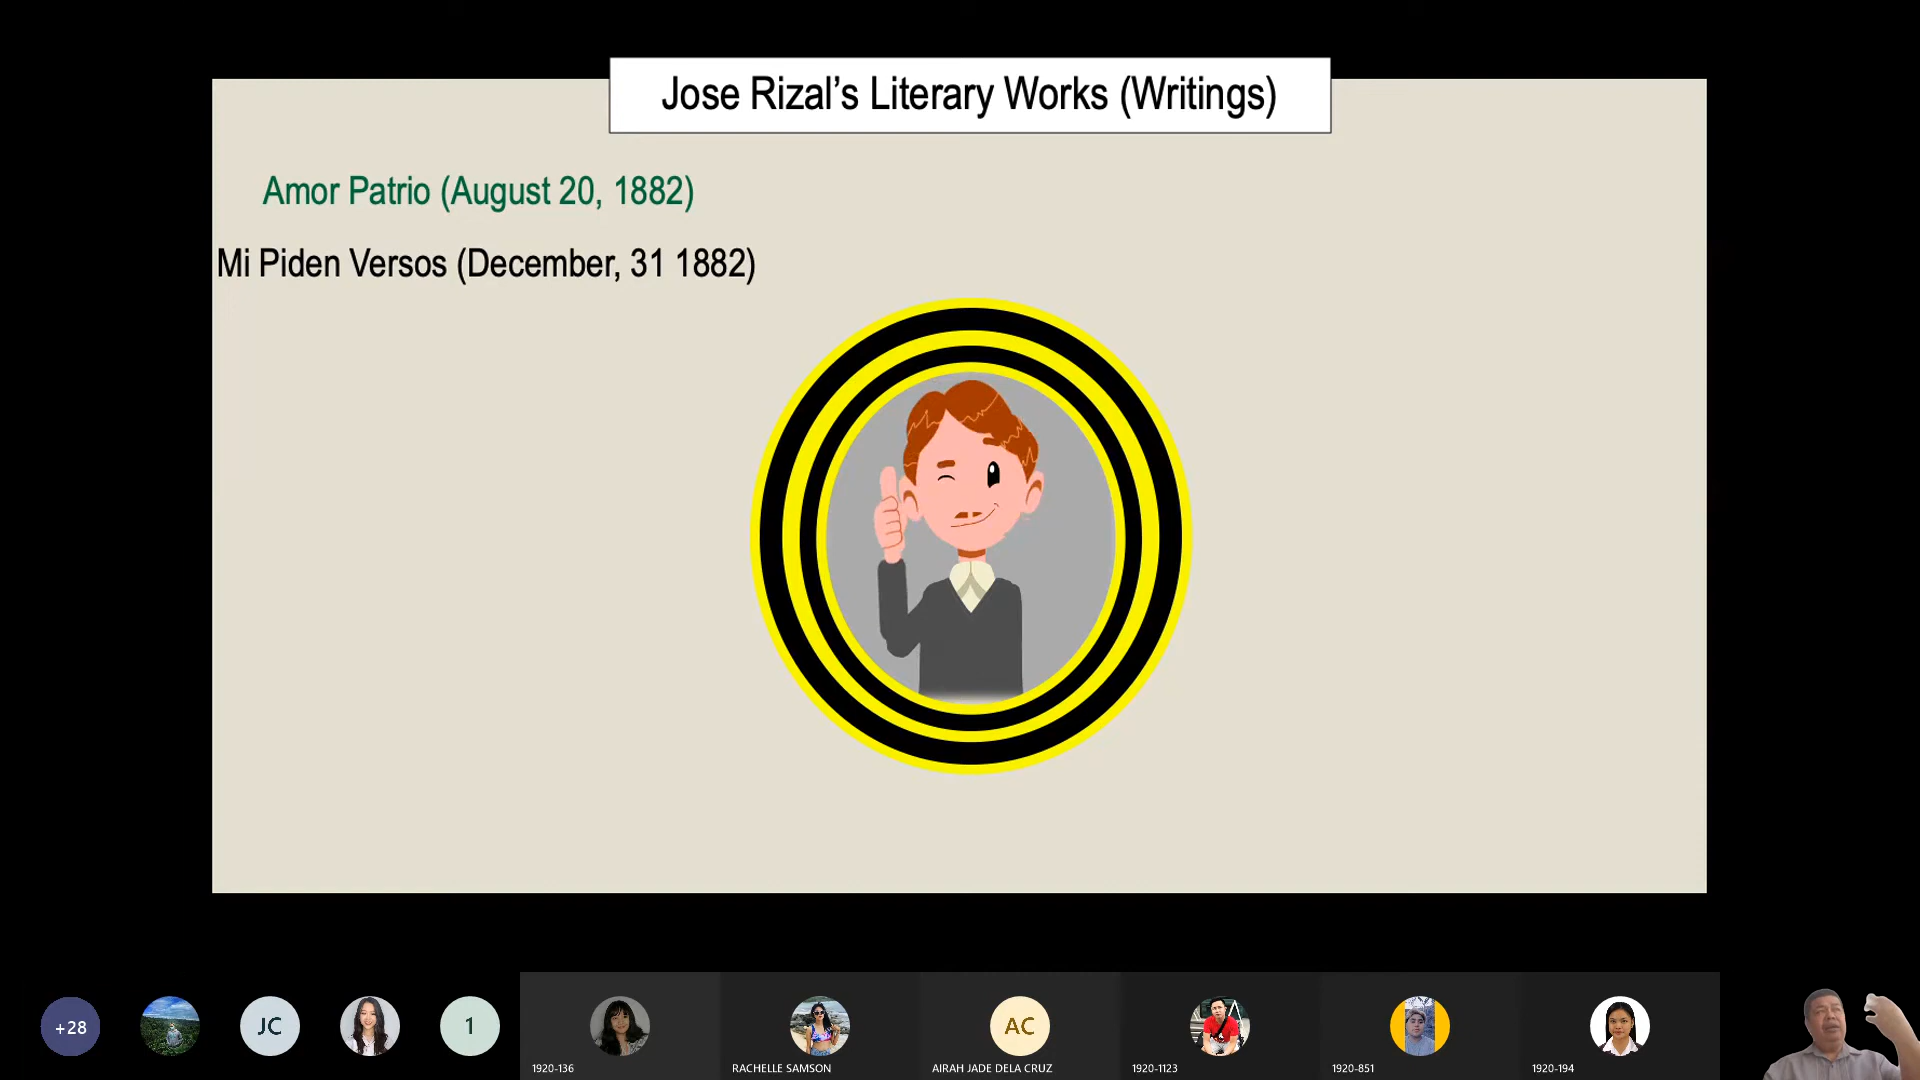 Jose Rizal’s Literary Works (Writings)
Amor Patrio (August 20, 1882)
Mi Piden Versos (December, 31 1882)
+28
JC
1
AC
1920-136
RACHELLE SAMSON
AIRAH JADE DELA CRUZ
1920-1123
1920-851
1920-194